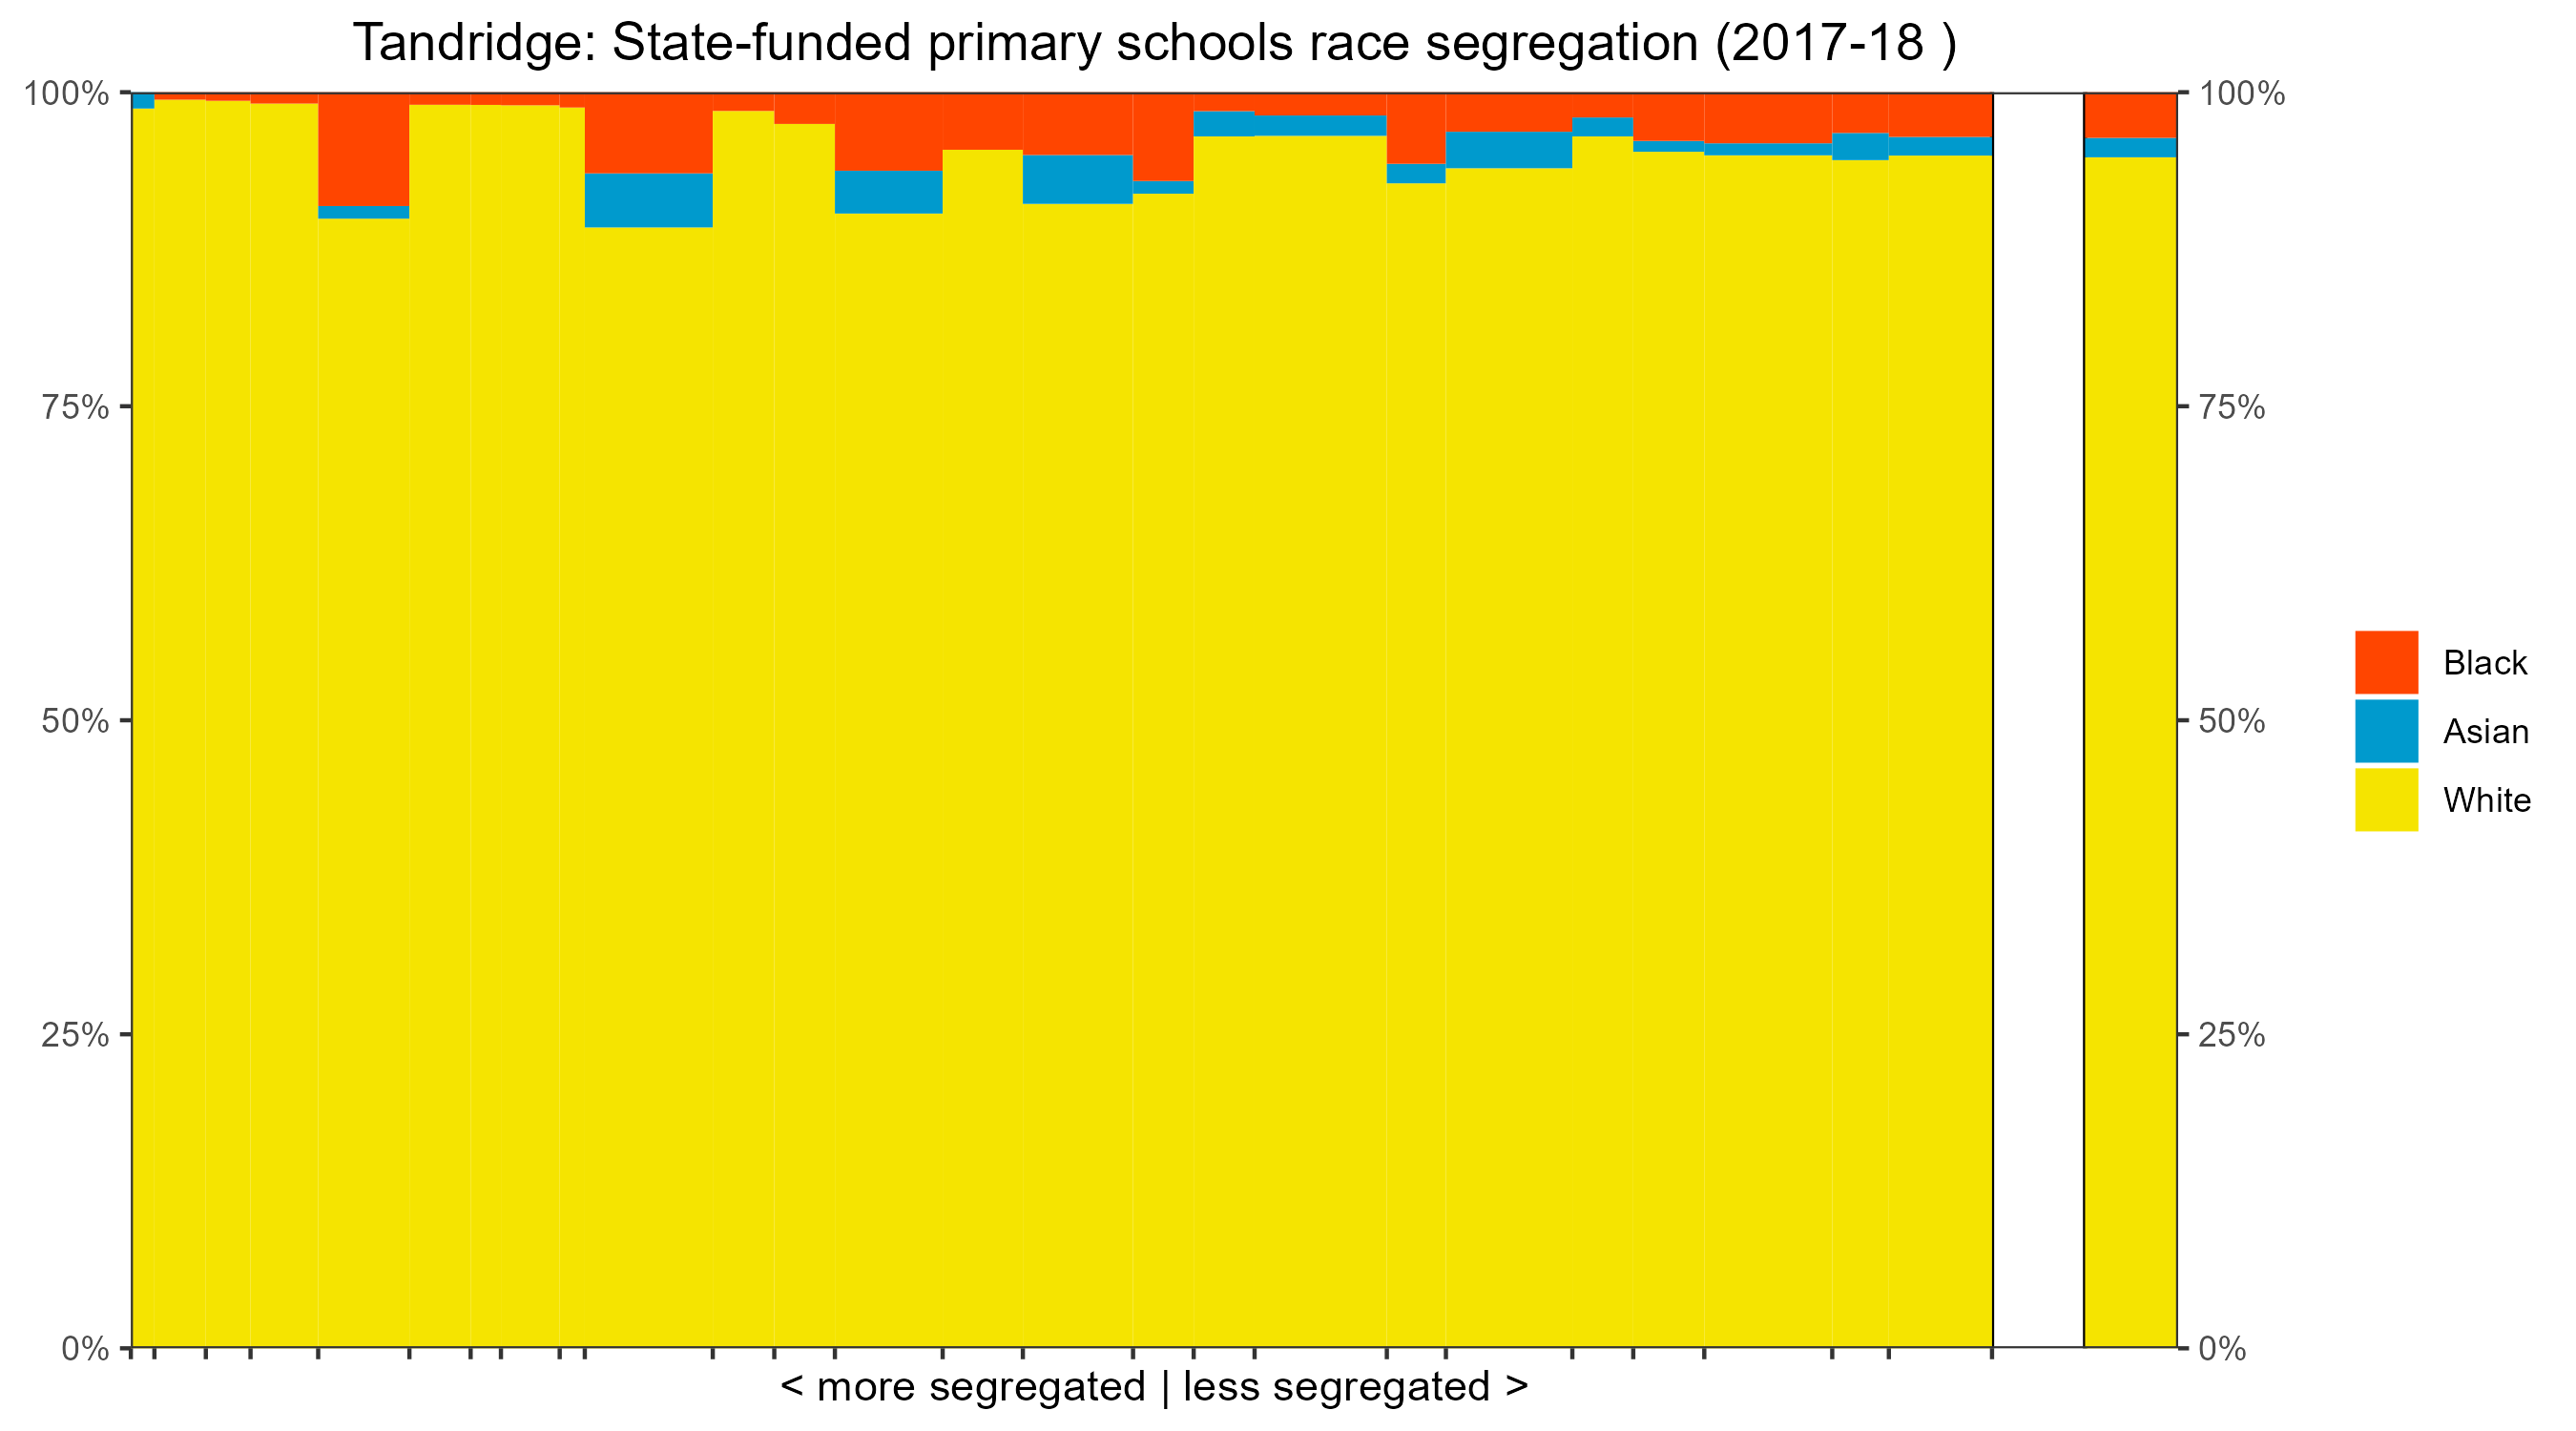 Tandridge: State-funded primary schools race segregation (2017-18 )
100%
100%
75%
75%
50%
50%
25%
25%
0%
0%
Black
Asian
White
< more segregated | less segregated >